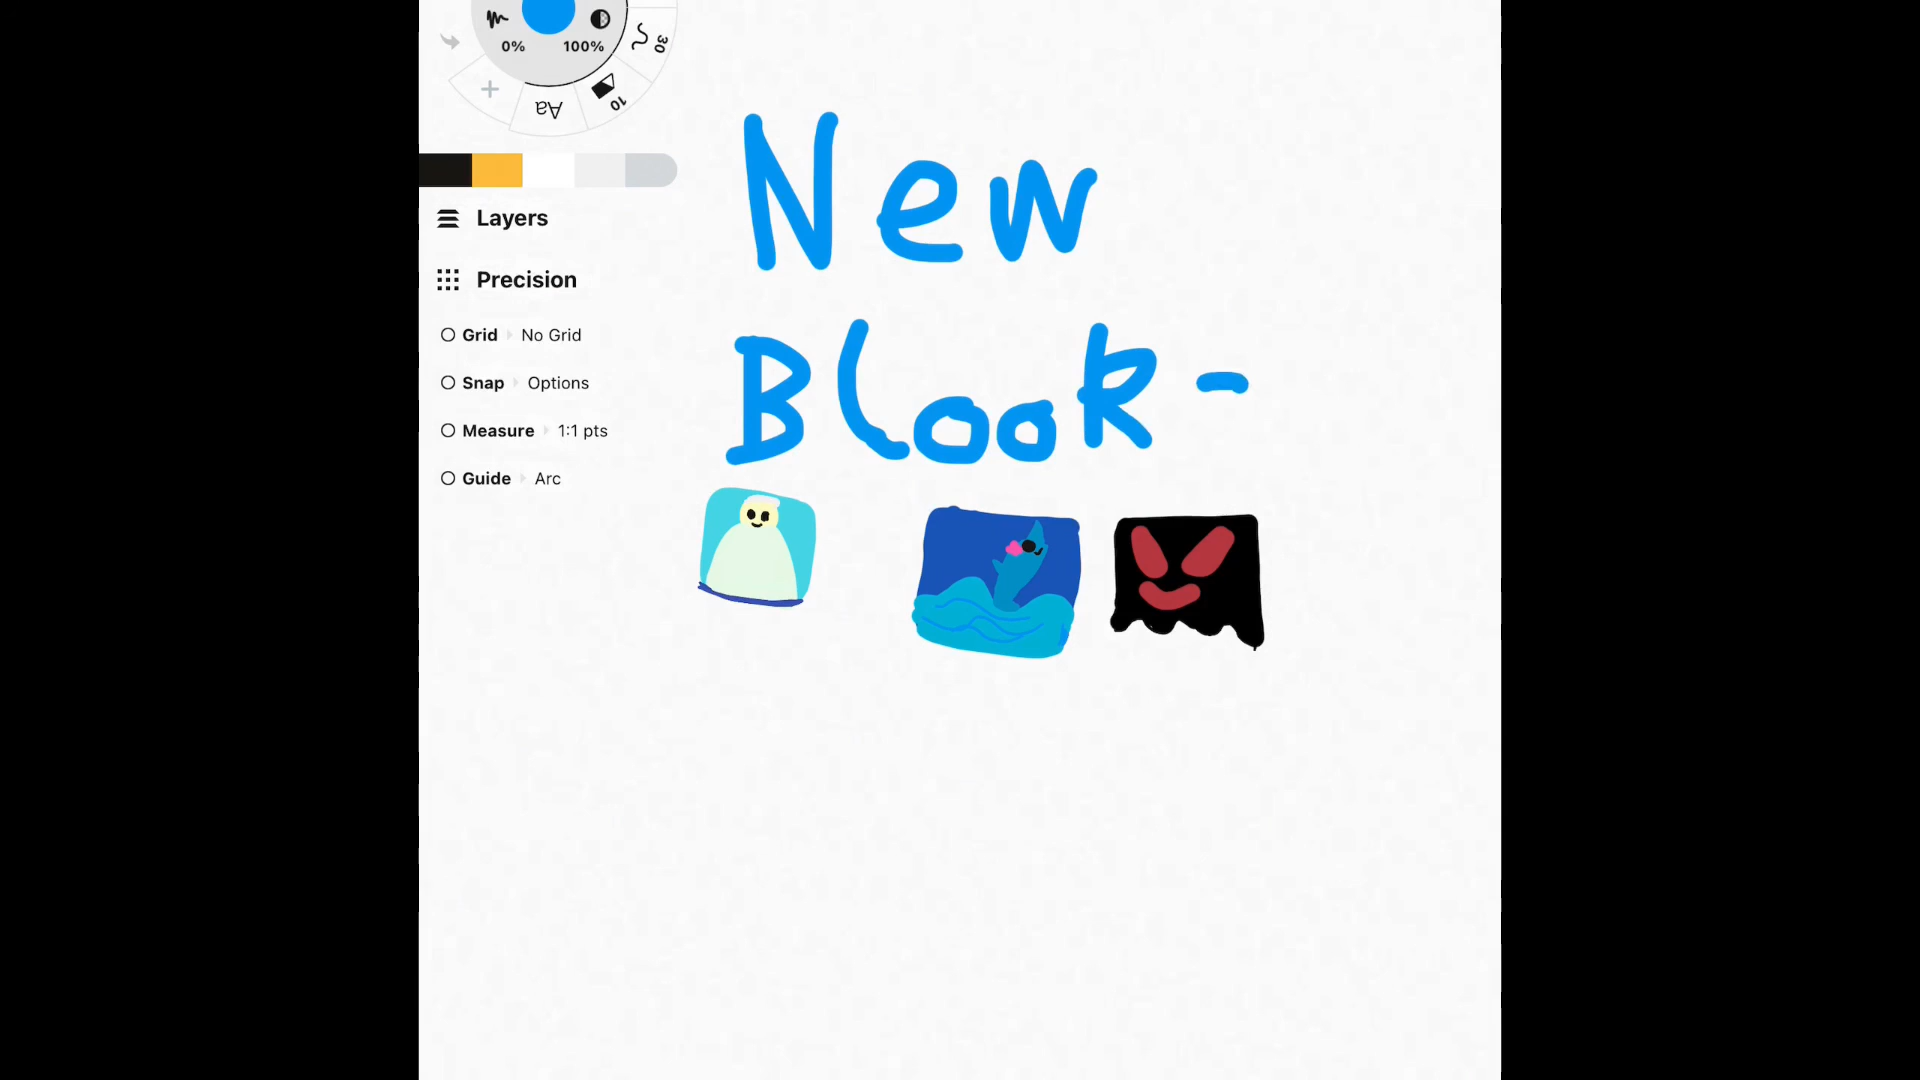 0% 100%
30
10
Aa
Layers
Precision
Grid No Grid
Snap Options
Measure 1:1 pts
Guide Arc
New
Blook-